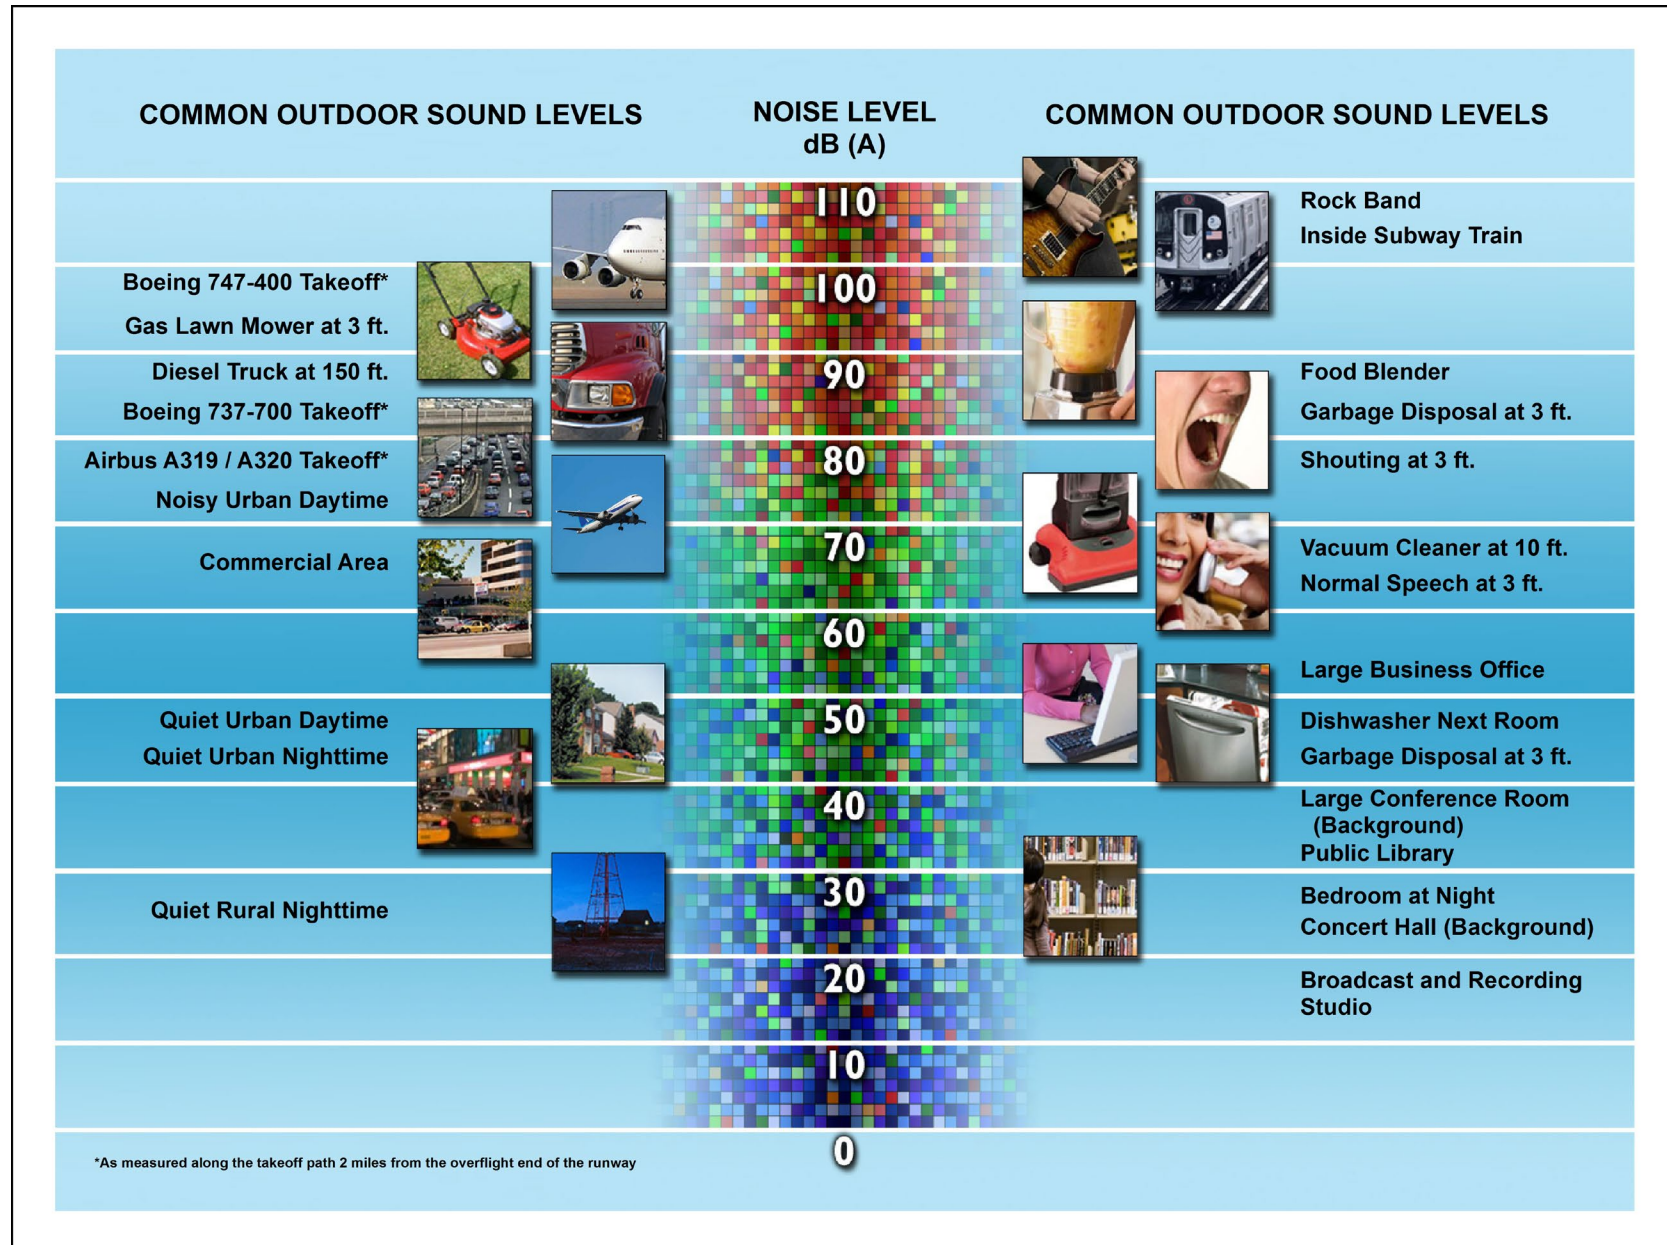 COMMON OUTDOOR SOUND LEVELS
NOISE LEVEL
dB (A)
COMMON OUTDOOR SOUND LEVELS
110
Rock Band
Inside Subway Train
Boeing 747-400 Takeoff*
Gas Lawn Mower at 3 ft.
100
Diesel Truck at 150 ft.
Boeing 737-700 Takeoff*
90
Food Blender
Garbage Disposal at 3 ft.
Airbus A319 / A320 Takeoff*
Noisy Urban Daytime
80
Shouting at 3 ft.
Commercial Area
70
Vacuum Cleaner at 10 ft.
Normal Speech at 3 ft.
60
Large Business Office
Quiet Urban Daytime
Quiet Urban Nighttime
50
Dishwasher Next Room
Garbage Disposal at 3 ft.
40
Large Conference Room
(Background)
Public Library
Quiet Rural Nighttime
30
Bedroom at Night
Concert Hall (Background)
20
Broadcast and Recording
Studio
10
0
*As measured along the takeoff path 2 miles from the overflight end of the runway